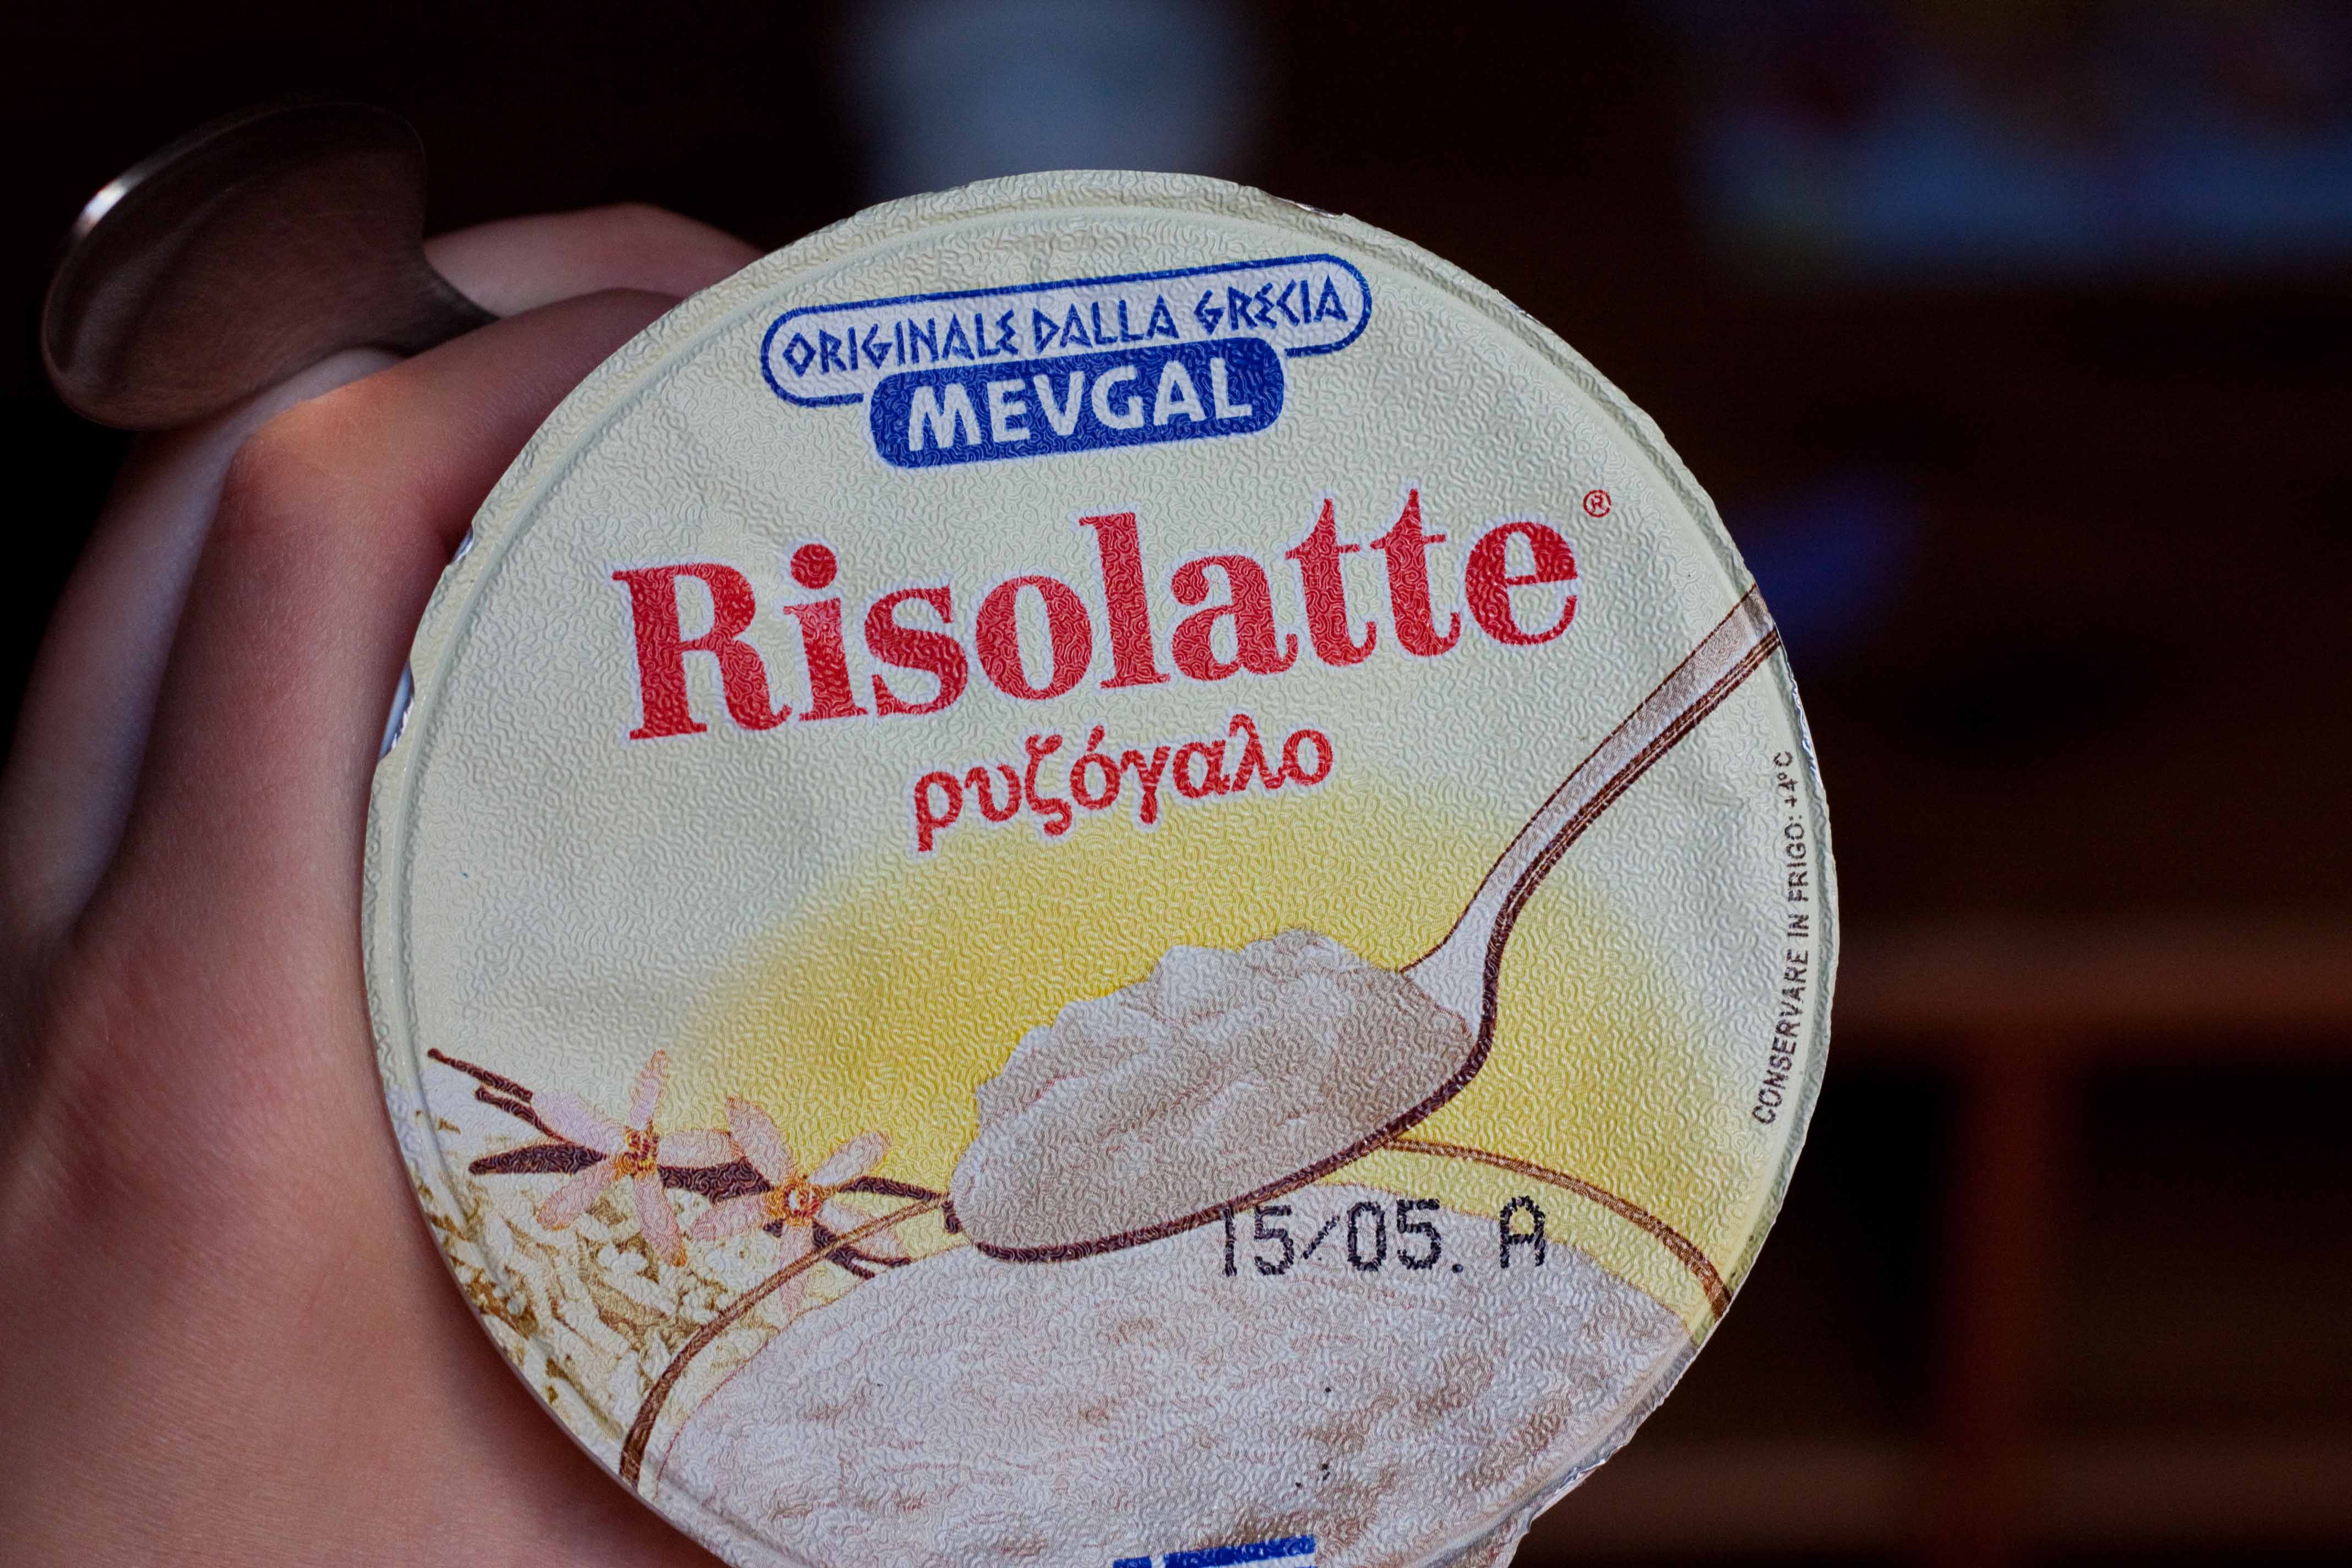 ORIGINALE DALLA GRECIA
MEVGAL
Risolatte®
ρυζόγαλο
CONSERVARE IN FRIGO: +4°C
15/05. A